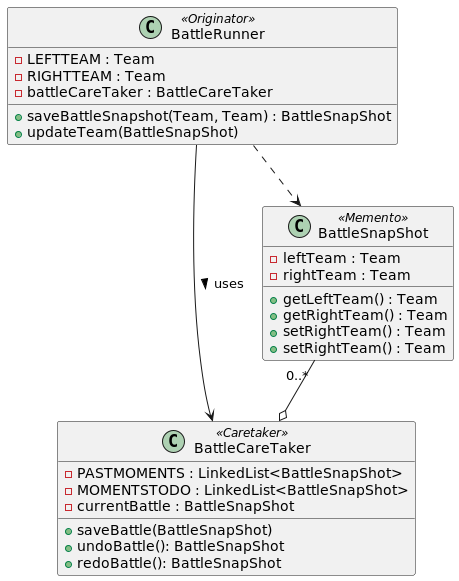 «Originator»
C BattleRunner
LEFTTEAM : Team
RIGHTTEAM : Team
battleCareTaker : BattleCareTaker
saveBattleSnapshot(Team, Team) : BattleSnapShot
updateTeam(BattleSnapShot)
«Memento»
C BattleSnapShot
leftTeam : Team
rightTeam : Team
getLeftTeam() : Team
getRightTeam() : Team
setRightTeam() : Team
setRightTeam() : Team
uses
0..*
«Caretaker»
C BattleCareTaker
PASTMOMENTS : LinkedList<BattleSnapShot>
MOMENTSTODO : LinkedList<BattleSnapShot>
currentBattle : BattleSnapShot
saveBattle(BattleSnapShot)
undoBattle(): BattleSnapShot
redoBattle(): BattleSnapShot